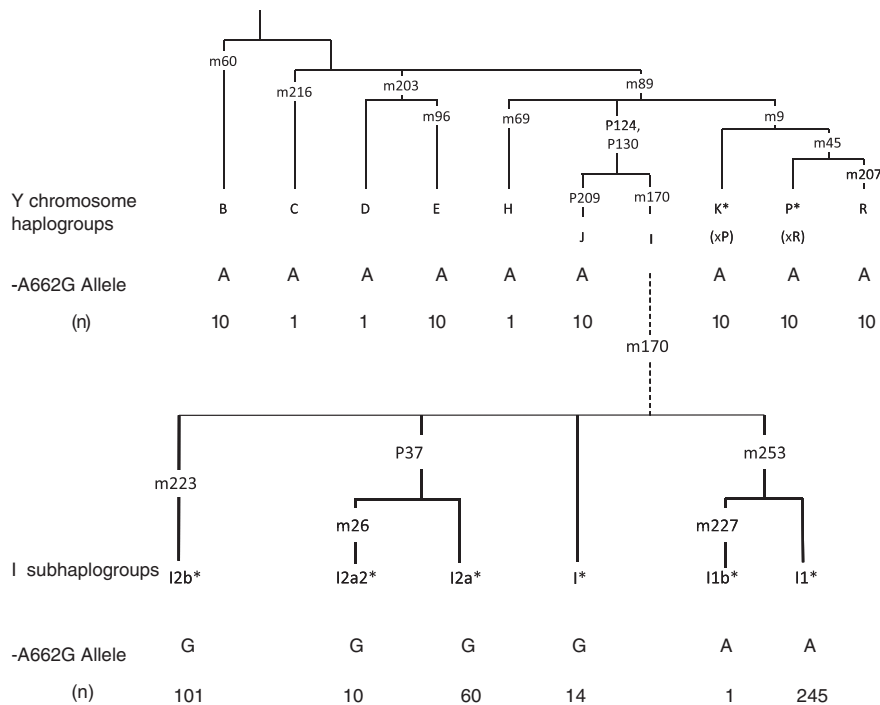 m60
m216
m203
m89
m96
m69
P124,
P130
m9
m45
m207
P209
m170
Y chromosome
haplogroups
B C D E H K* P* R
J I (xP) (xR)
-A662G Allele A A A A A A A A A
(n) 10 1 1 10 1 10 10 10 10
m170
m223
P37
m253
m26
m227
I subhaplogroups I2b* I2a2* I2a* I* I1b* I1*
-A662G Allele G G G G A A
(n) 101 10 60 14 1 245